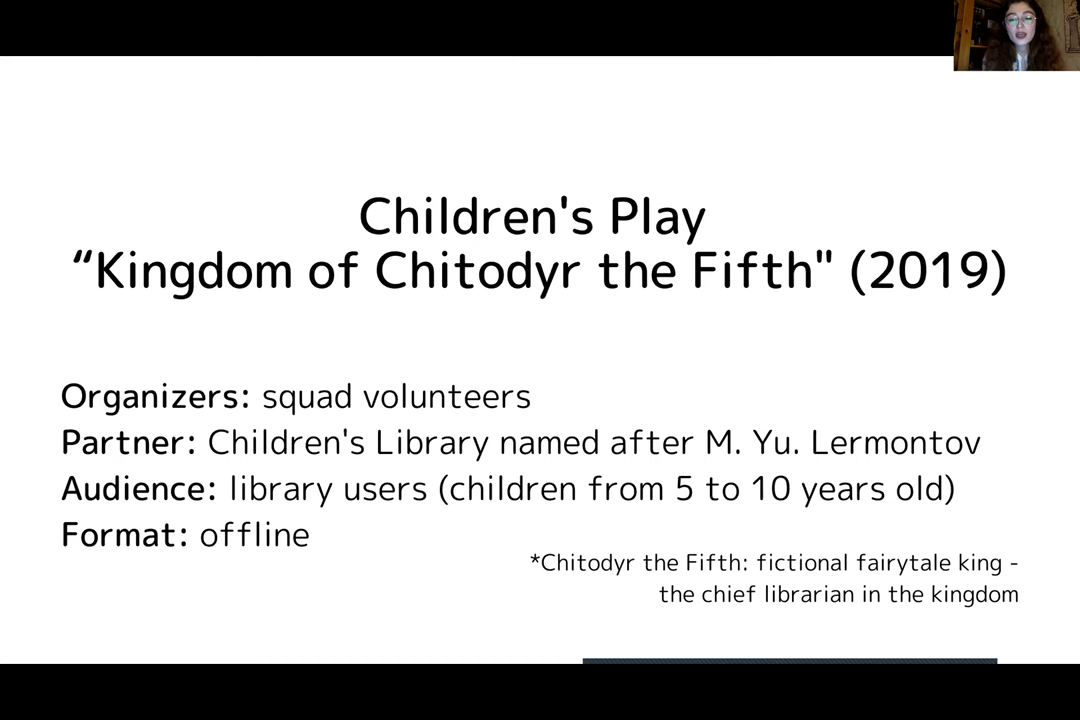 Children's Play
“Kingdom of Chitodyr the Fifth" (2019)
Organizers: squad volunteers
Partner: Children's Library named after M. Yu. Lermontov
Audience: library users (children from 5 to 10 years old)
Format: offline
*Chitodyr the Fifth: fictional fairytale king -
the chief librarian in the kingdom